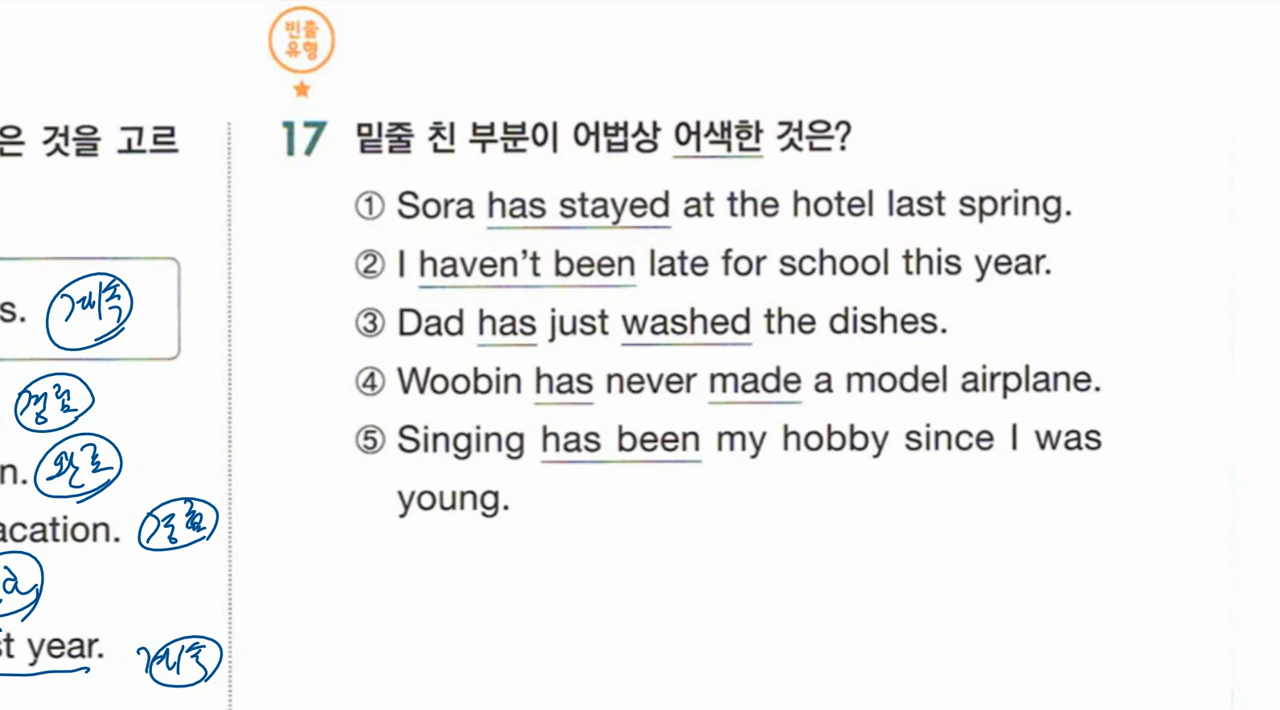 빈출
유형
은 것을 고르
s. 계속
경험
n. 완료
acation. 경험
st year. 계속
17 밑줄 친 부분이 어법상 어색한 것은?
① Sora has stayed at the hotel last spring.
② I haven't been late for school this year.
③ Dad has just washed the dishes.
④ Woobin has never made a model airplane.
⑤ Singing has been my hobby since I was
young.